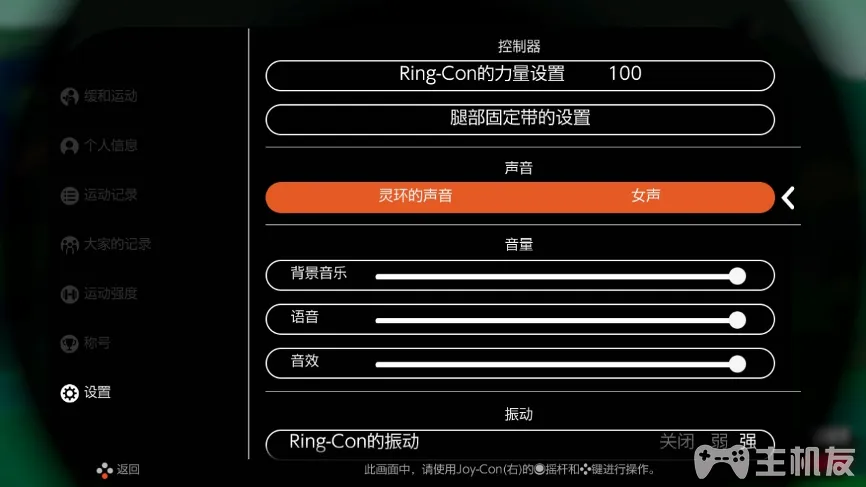 缓和运动
个人信息
运动记录
大家的记录
运动强度
称号
设置
控制器
Ring-Con的力量设置 100
腿部固定带的设置
声音
灵环的声音 女声
音量
背景音乐
语音
音效
振动
Ring-Con的振动 关闭 弱 强
返回
此画面中，请使用Joy-Con(右)的摇杆和键进行操作。
主机友